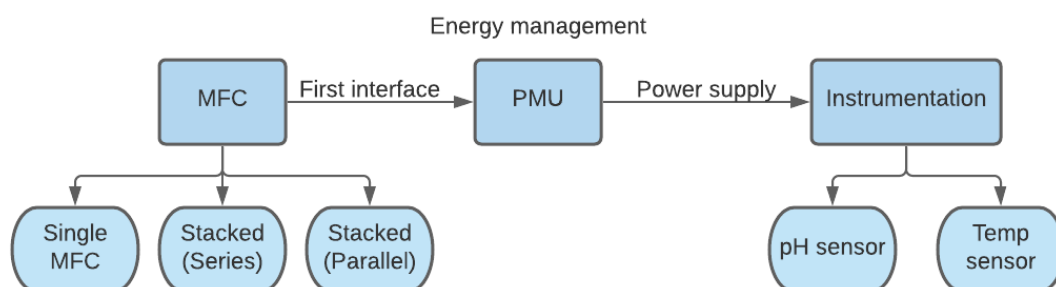 Energy management
MFC
First interface
PMU
Power supply
Instrumentation
Single
MFC
Stacked
(Series)
Stacked
(Parallel)
pH sensor
Temp
sensor